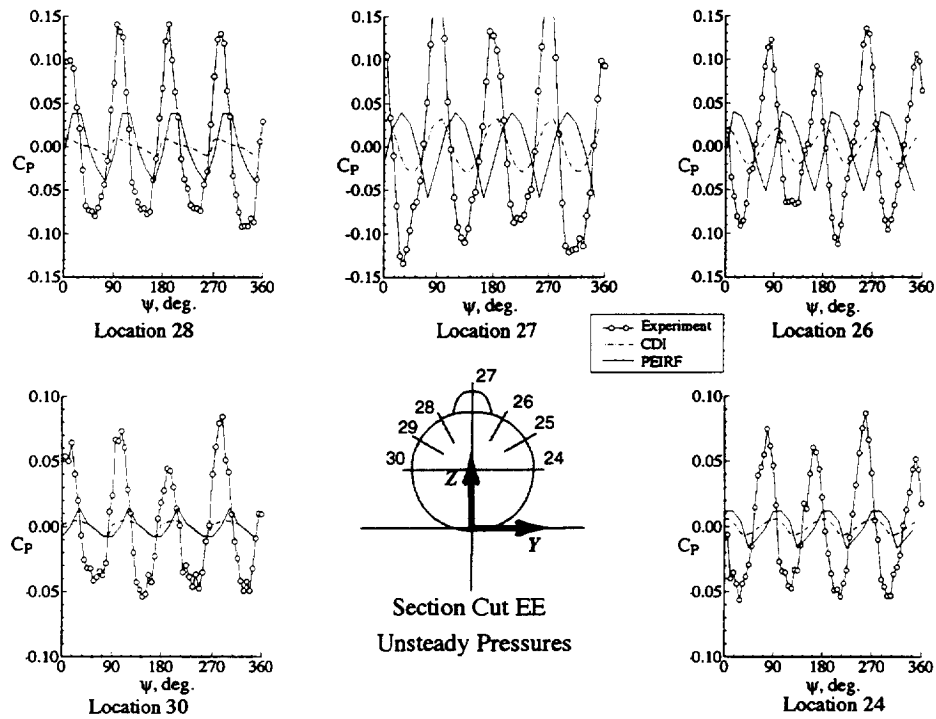 0.15
0.10
0.05
0.00
CP
-0.05
-0.10
-0.15
0 90 180 270 360
ψ, deg.
Location 28
0.15
0.10
0.05
0.00
CP
-0.05
-0.10
-0.15
0 90 180 270 360
ψ, deg.
Location 27
0.15
0.10
0.05
0.00
CP
-0.05
-0.10
-0.15
0 90 180 270 360
ψ, deg.
Location 26
Experiment
CDI
PEIRF
0.10
0.05
0.00
CP
-0.05
-0.10
0 90 180 270 360
ψ, deg.
Location 30
27
28
26
29
25
30
24
Z
Y
Section Cut EE
Unsteady Pressures
0.10
0.05
0.00
CP
-0.05
-0.10
0 90 180 270 360
ψ, deg.
Location 24